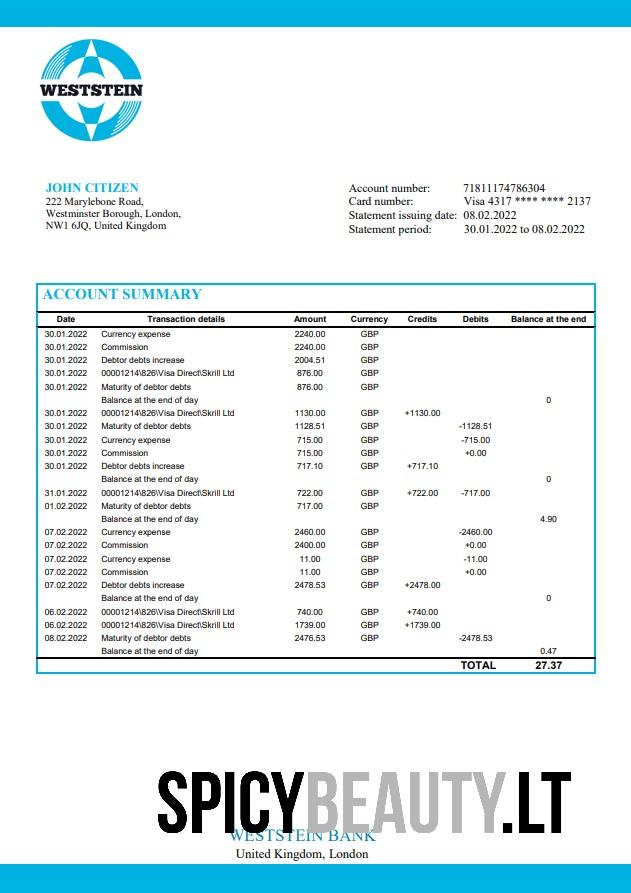 WESTSTEIN
JOHN CITIZEN
222 Marylebone Road,
Westminster Borough, London,
NW1 6JQ, United Kingdom
Account number: 71811174786304
Card number: Visa 4317 **** **** 2137
Statement issuing date: 08.02.2022
Statement period: 30.01.2022 to 08.02.2022
ACCOUNT SUMMARY
Date Transaction details Amount Currency Credits Debits Balance at the end
30.01.2022 Currency expense 2240.00 GBP
30.01.2022 Commission 2240.00 GBP
30.01.2022 Debtor debts increase 2004.51 GBP
30.01.2022 00001214\826\Visa Direct\Skrill Ltd 876.00 GBP
30.01.2022 Maturity of debtor debts 876.00 GBP
Balance at the end of day 0
30.01.2022 00001214\826\Visa Direct\Skrill Ltd 1130.00 GBP +1130.00
30.01.2022 Maturity of debtor debts 1128.51 GBP -1128.51
30.01.2022 Currency expense 715.00 GBP -715.00
30.01.2022 Commission 715.00 GBP +0.00
30.01.2022 Debtor debts increase 717.10 GBP +717.10
Balance at the end of day 0
31.01.2022 00001214\826\Visa Direct\Skrill Ltd 722.00 GBP +722.00 -717.00
01.02.2022 Maturity of debtor debts 717.00 GBP
Balance at the end of day 4.90
07.02.2022 Currency expense 2460.00 GBP -2460.00
07.02.2022 Commission 2400.00 GBP +0.00
07.02.2022 Currency expense 11.00 GBP -11.00
07.02.2022 Commission 11.00 GBP +0.00
07.02.2022 Debtor debts increase 2478.53 GBP +2478.00
Balance at the end of day 0
06.02.2022 00001214\826\Visa Direct\Skrill Ltd 740.00 GBP +740.00
06.02.2022 00001214\826\Visa Direct\Skrill Ltd 1739.00 GBP +1739.00
08.02.2022 Maturity of debtor debts 2476.53 GBP -2478.53
Balance at the end of day 0.47
TOTAL 27.37
SPICYBEAUTY.LT
WESTSTEIN BANK
United Kingdom, London